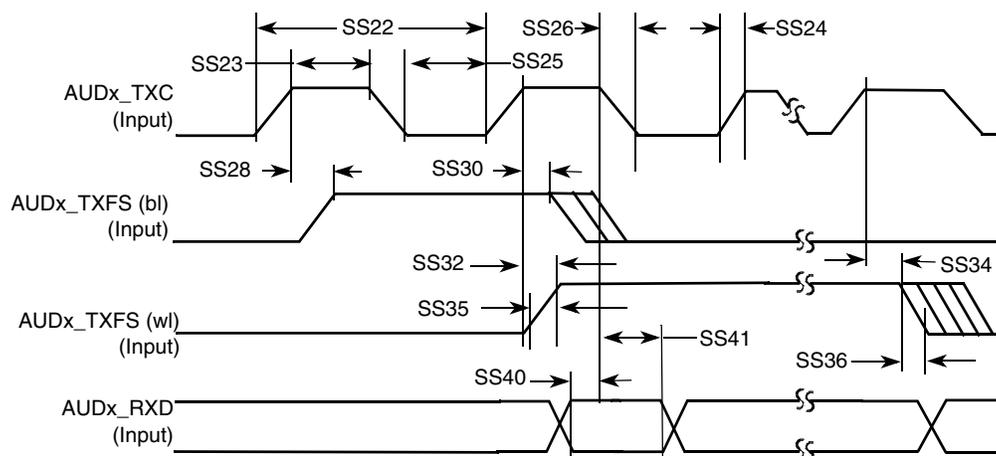 SS22
SS26
SS24
SS23
SS25
AUDx_TXC
(Input)
SS28
SS30
AUDx_TXFS (bl)
(Input)
SS32
SS34
SS35
AUDx_TXFS (wl)
(Input)
SS41
SS36
SS40
AUDx_RXD
(Input)